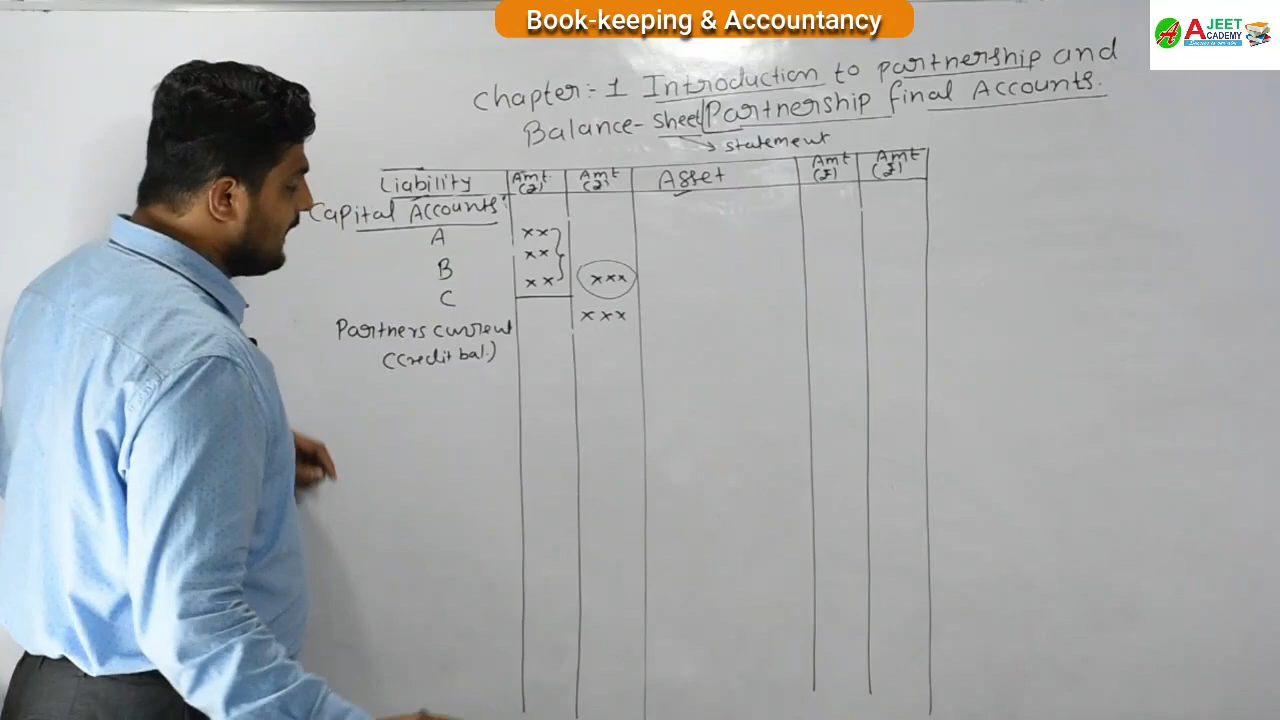 Book-keeping & Accountancy
AJEET
ACADEMY
Chapter:- 1 Introduction to partnership and
Balance-sheet/Partnership final Accounts.
→ statement
Liability Amt. (₹) Amt (₹) Asset Amt (₹) Amt (₹)
Capital Accounts:
A xx
B xx
C xx xxx
Partners current xxx
(Credit bal.)